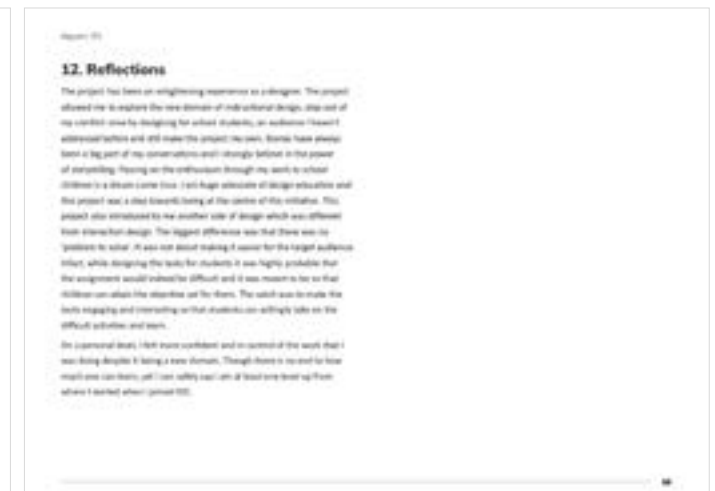 12. Reflections
The project has been an enlightening experience as a designer. The project
allowed me to explore the new domain of instructional design, step out of
my comfort zone by designing for school students, an audience I haven't
addressed before and still make the project my own. Stories have always
been a big part of my conversations and I strongly believe in the power
of storytelling. Passing on the enthusiasm through my work to school
children is a dream come true. I am huge advocate of design education and
this project was a step towards being at the centre of this initiative. This
project also introduced to me another side of design which was different
from interaction design. The biggest difference was that there was no
'problem to solve'. It was not about making it easier for the target audience
infact, while designing the tasks for students it was highly probable that
the assignment would indeed be difficult and it was meant to be so that
children can attain the objective set for them. The catch was to make the
tasks engaging and interesting so that students can willingly take on the
difficult activities and learn.
On a personal level, I felt more confident and in control of the work that I
was doing despite it being a new domain. Though there is no end to how
much one can learn, yet I can safely say I am at least one level up from
where I started when I joined